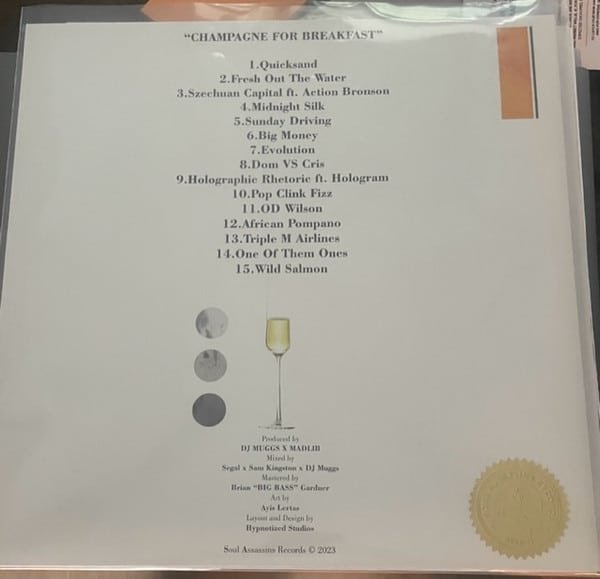 “CHAMPAGNE FOR BREAKFAST”
1.Quicksand
2.Fresh Out The Water
3.Szechuan Capital ft. Action Bronson
4.Midnight Silk
5.Sunday Driving
6.Big Money
7.Evolution
8.Dom VS Cris
9.Holographic Rhetoric ft. Hologram
10.Pop Clink Fizz
11.OD Wilson
12.African Pompano
13.Triple M Airlines
14.One Of Them Ones
15.Wild Salmon
Produced by
DJ MUGGS X MADLIB
Mixed by
Segal x Sam Kingston x DJ Muggs
Mastered by
Brian “BIG BASS” Gardner
Art by
Ayis Lertas
Layout and Design by
Hypnotized Studios
Soul Assassins Records © 2023